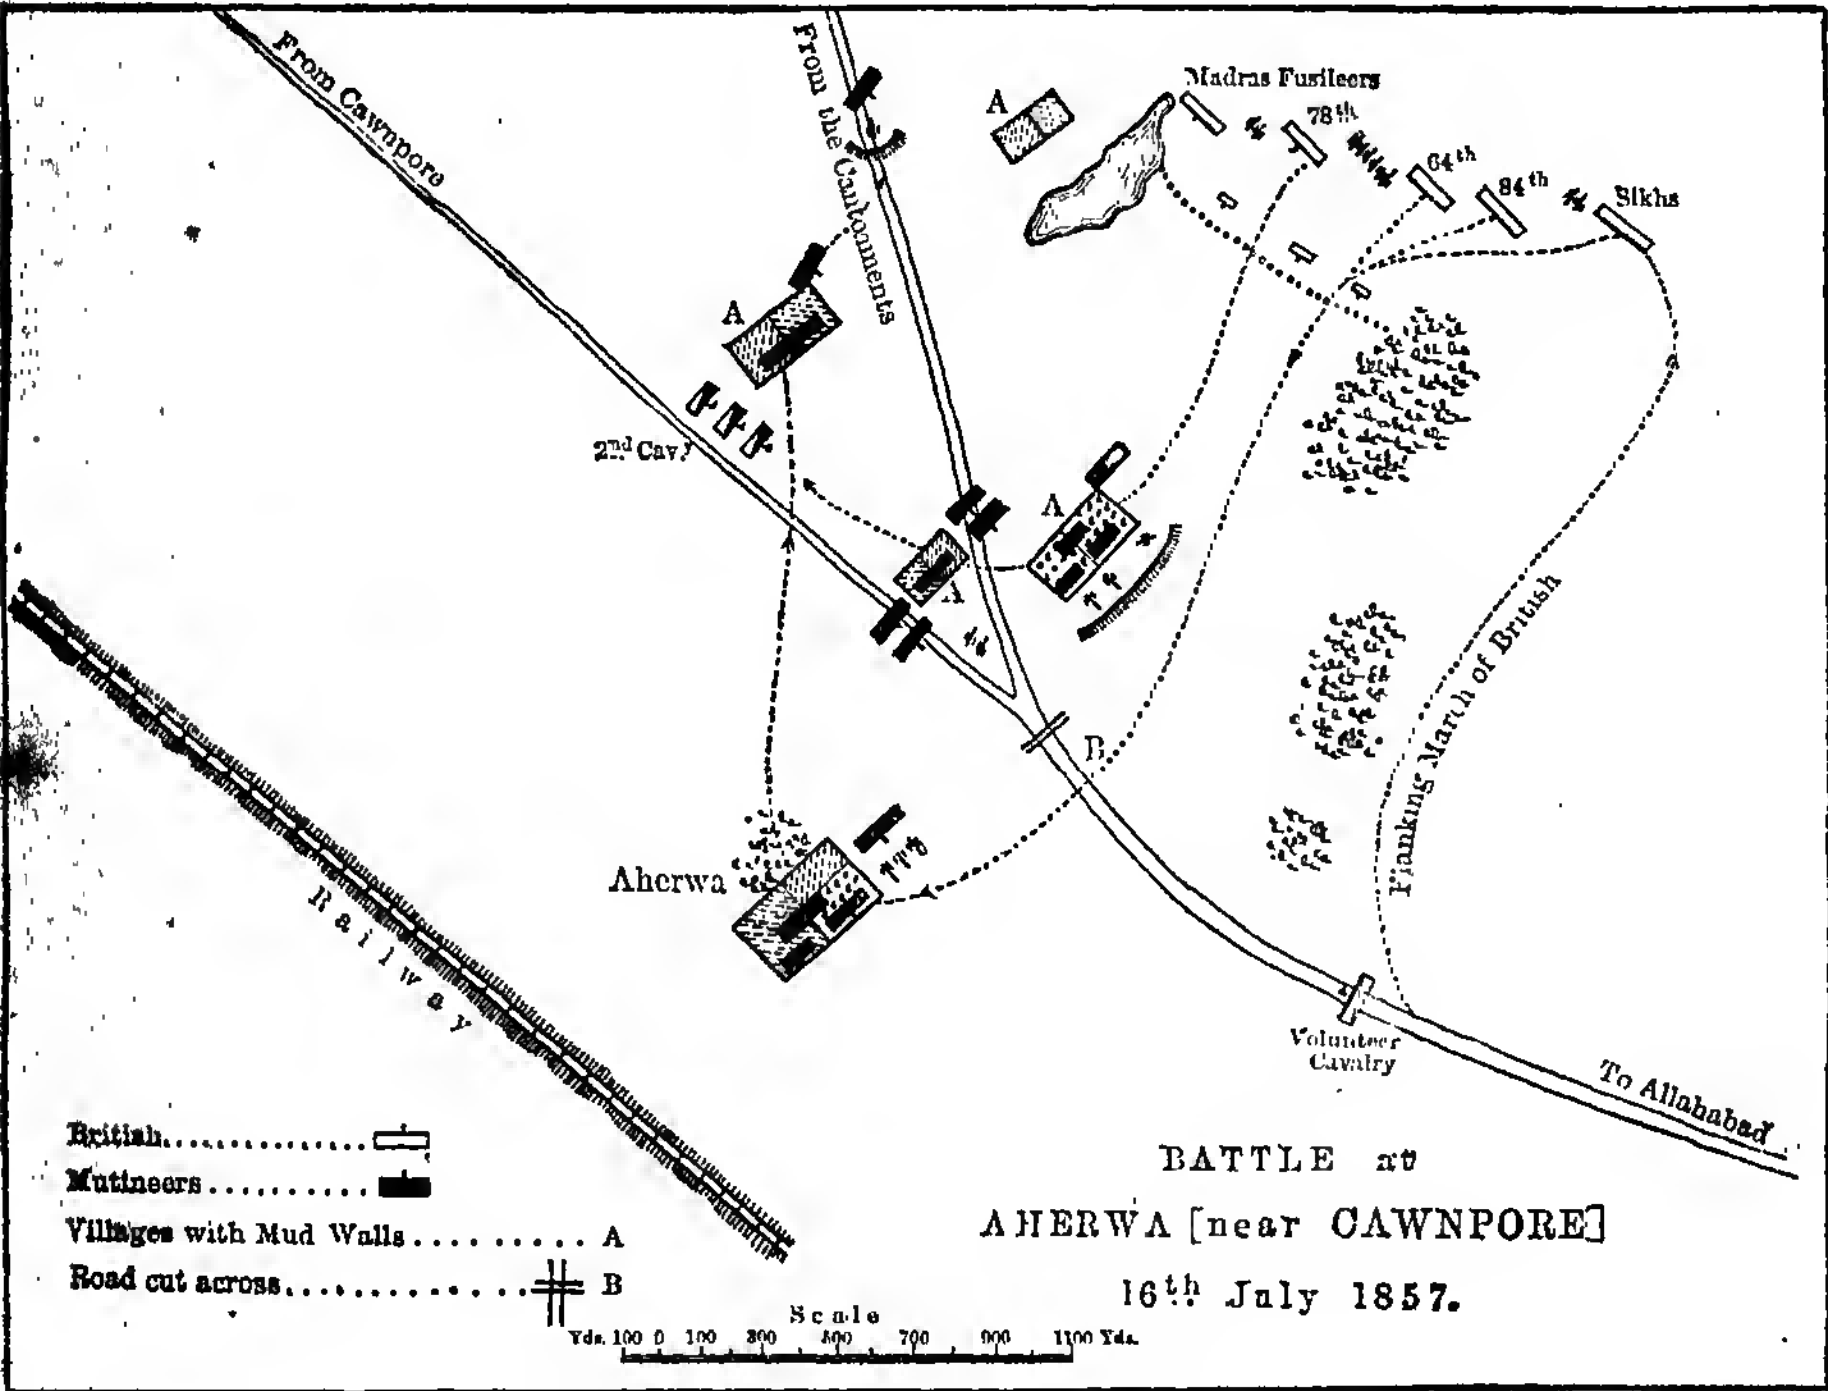 From Cawnpore
From the Cantonments
Madras Fusileers
78th
64th
84th
Sikhs
A
A
2nd Cav.y
A
A
B
Flanking March of British
Aherwa
Railway
Volunteer
Cavalry
To Allahabad
British
Mutineers
Villages with Mud Walls A
Road cut across B
BATTLE at
AHERWA [near CAWNPORE]
16th July 1857.
Scale
Yds. 100 0 100 300 500 700 900 1100 Yds.